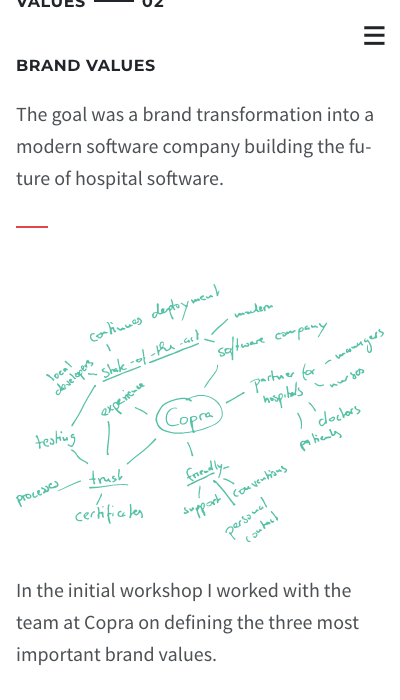 VALUES 02
BRAND VALUES
The goal was a brand transformation into a
modern software company building the fu-
ture of hospital software.
continues deployment
modern
state-of-the-art
software company
local
developers
experience
partner for
hospitals
managers
nurses
doctors
patients
Copra
testing
trust
processes
certificates
friendly
support
conventions
personal
contact
In the initial workshop I worked with the
team at Copra on defining the three most
important brand values.